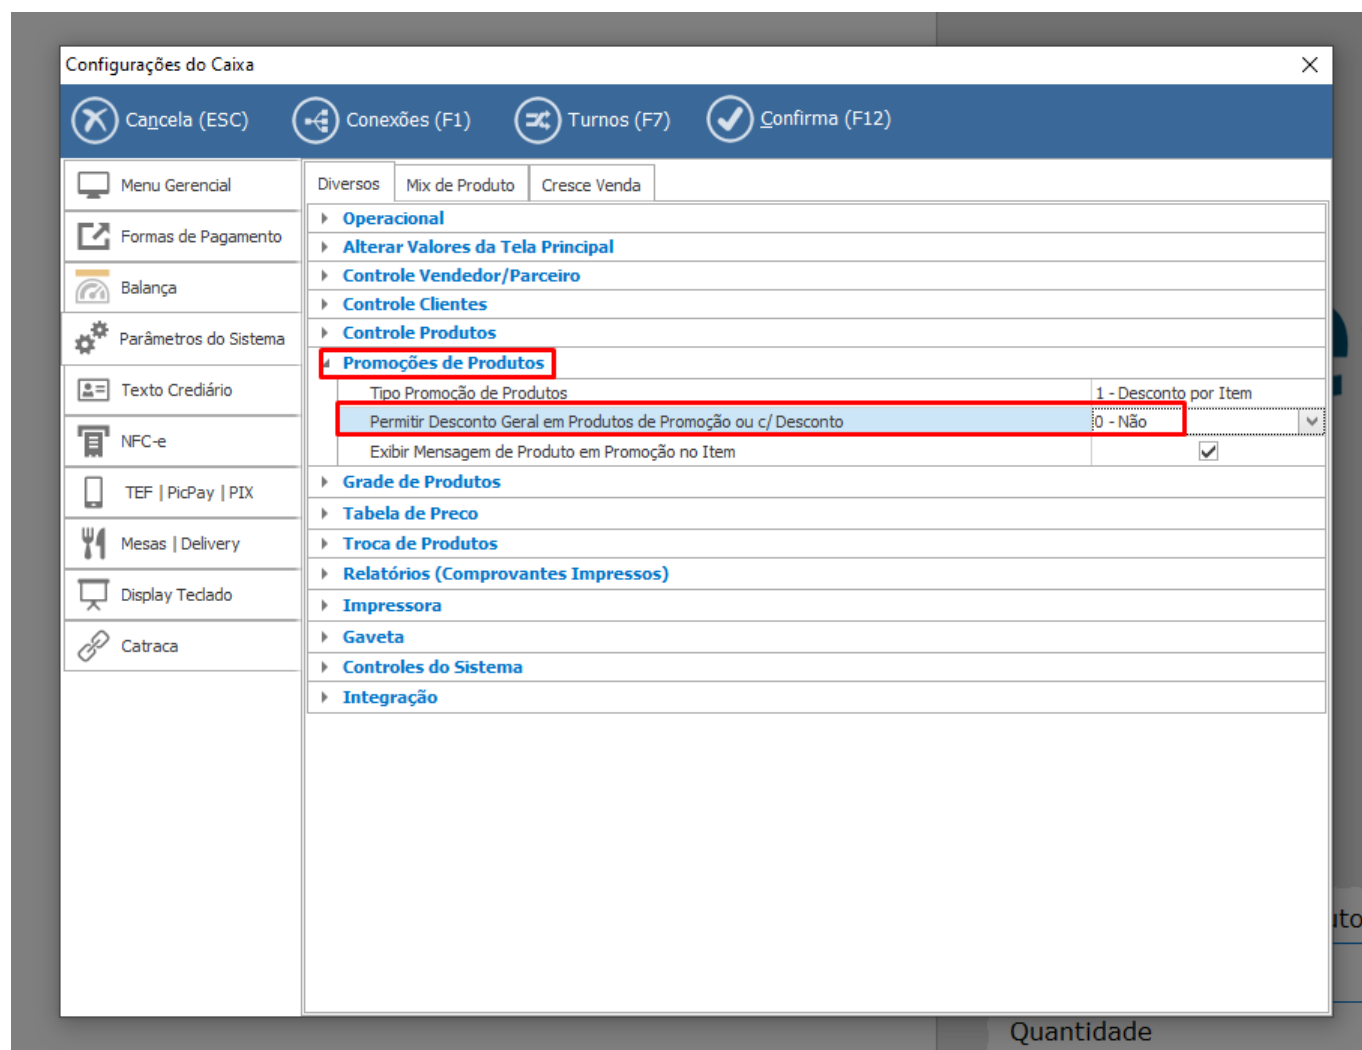 Configurações do Caixa
Cancela (ESC)
Conexões (F1)
Turnos (F7)
Confirma (F12)
Menu Gerencial
Formas de Pagamento
Balança
Parâmetros do Sistema
Texto Crediário
NFC-e
TEF | PicPay | PIX
Mesas | Delivery
Display Teclado
Catraca
Diversos
Mix de Produto
Cresce Venda
Operacional
Alterar Valores da Tela Principal
Controle Vendedor/Parceiro
Controle Clientes
Controle Produtos
Promoções de Produtos
Tipo Promoção de Produtos
1 - Desconto por Item
Permitir Desconto Geral em Produtos de Promoção ou c/ Desconto
0 - Não
Exibir Mensagem de Produto em Promoção no Item
Grade de Produtos
Tabela de Preco
Troca de Produtos
Relatórios (Comprovantes Impressos)
Impressora
Gaveta
Controles do Sistema
Integração
Quantidade